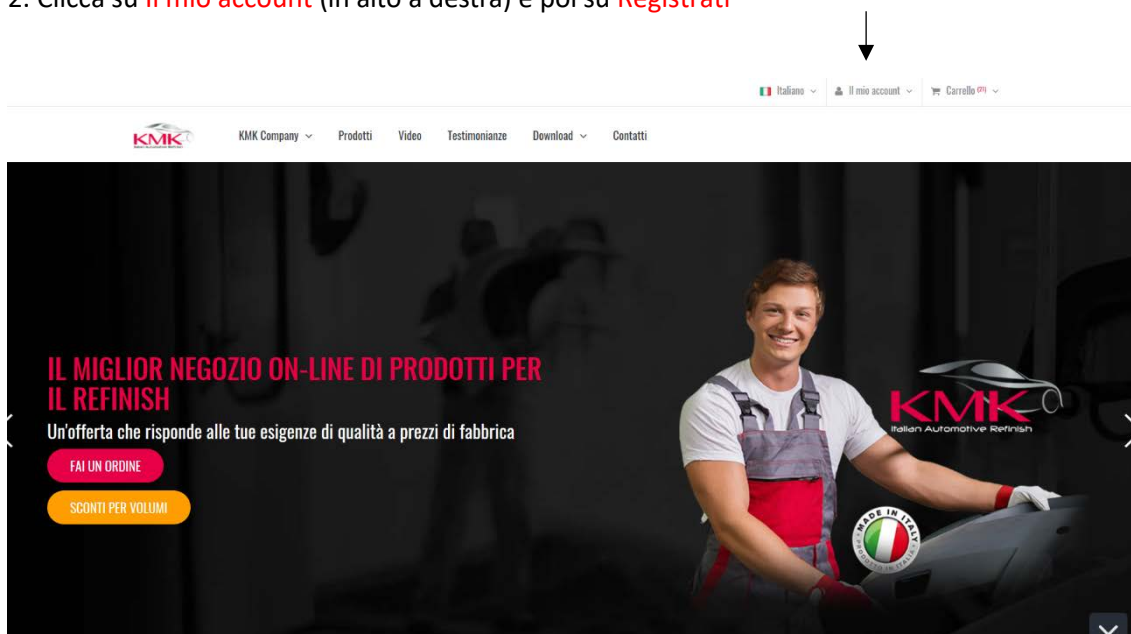 2. Clicca su Il mio account (in alto a destra) e poi su Registrati
Italiano
Il mio account
Carrello
KMK
KMK Company
Prodotti
Video
Testimonianze
Download
Contatti
IL MIGLIOR NEGOZIO ON-LINE DI PRODOTTI PER
IL REFINISH
Un'offerta che risponde alle tue esigenze di qualità a prezzi di fabbrica
FAI UN ORDINE
SCONTI PER VOLUMI
KMK
Italian Automotive Refinish
MADE IN ITALY
PRODOTTO IN ITALIA